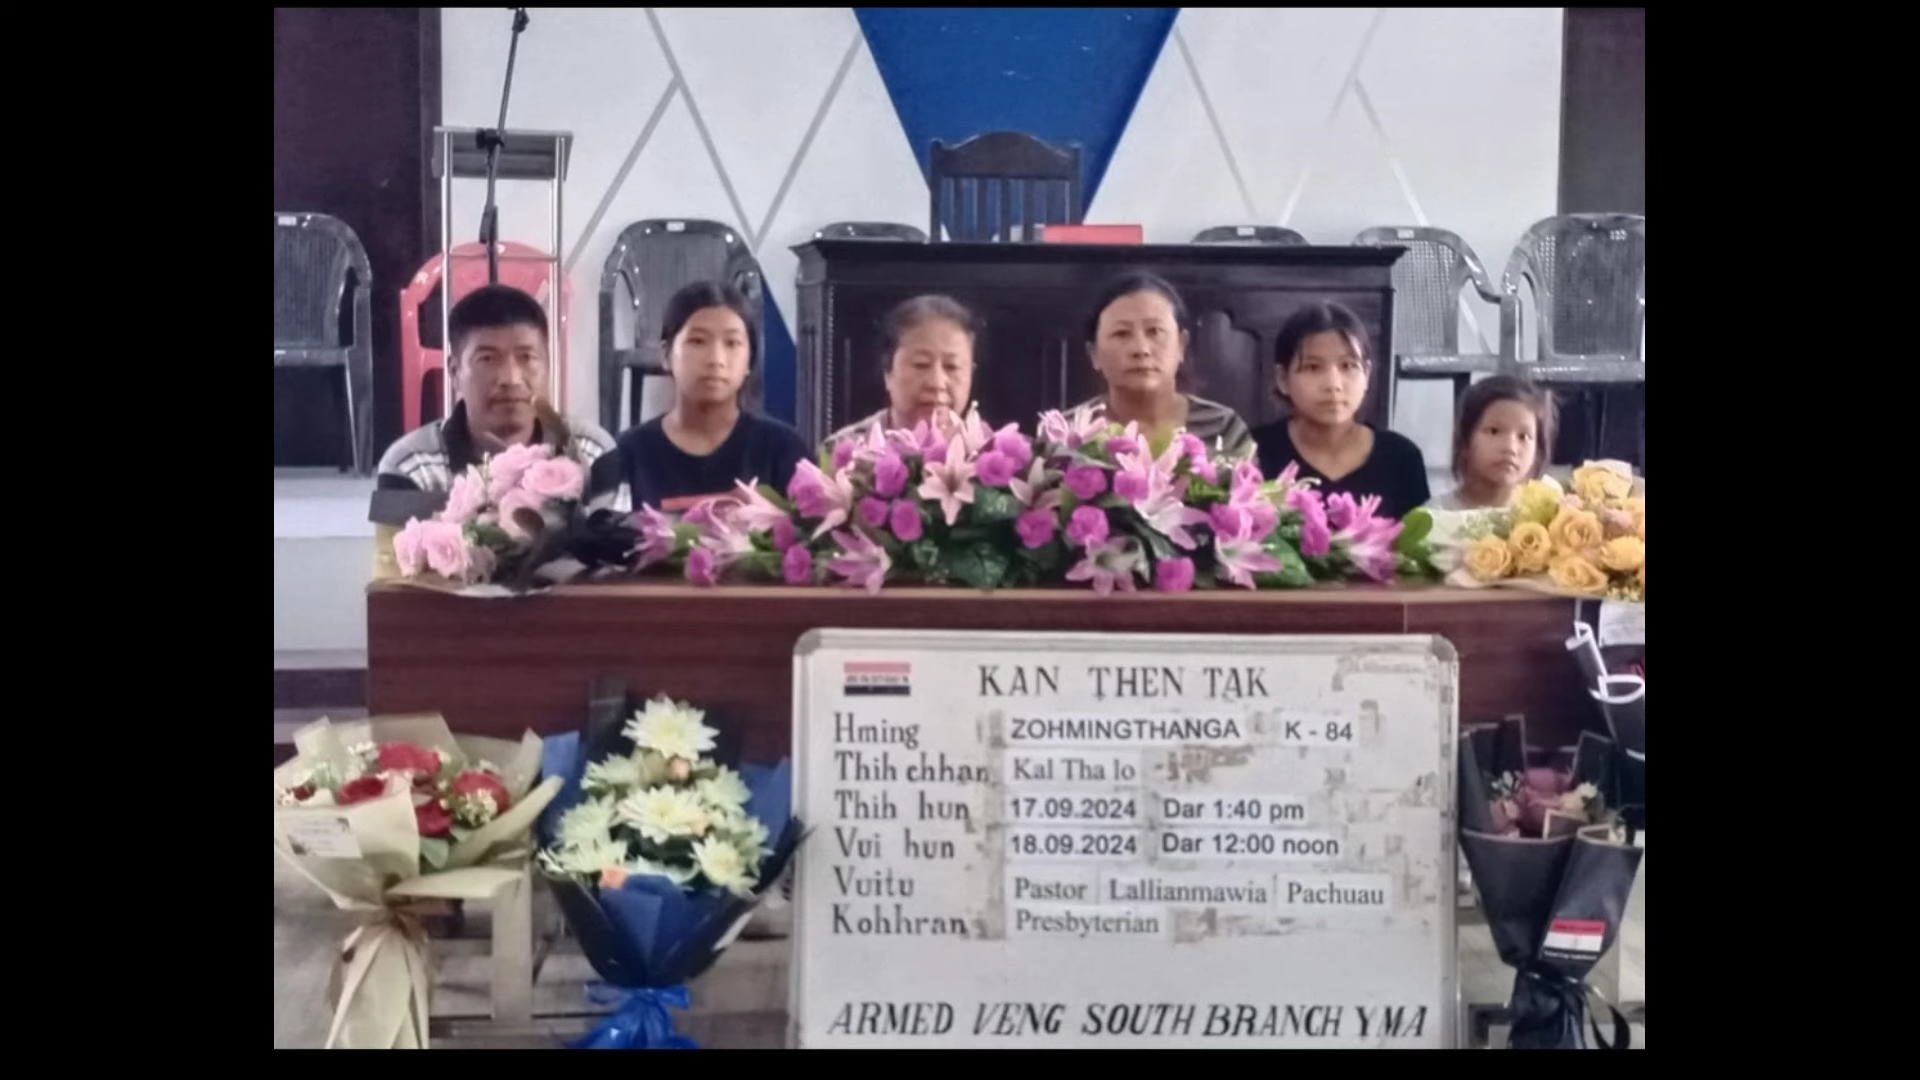 KAN ṬHEN ṬAK
Hming ZOHMINGTHANGA K - 84
Thih chhan Kal Tha lo
Thih hun 17.09.2024 Dar 1:40 pm
Vui hun 18.09.2024 Dar 12:00 noon
Vuitu Pastor Lallianmawia Pachuau
Kohhran Presbyterian
ARMED VENG SOUTH BRANCH YMA